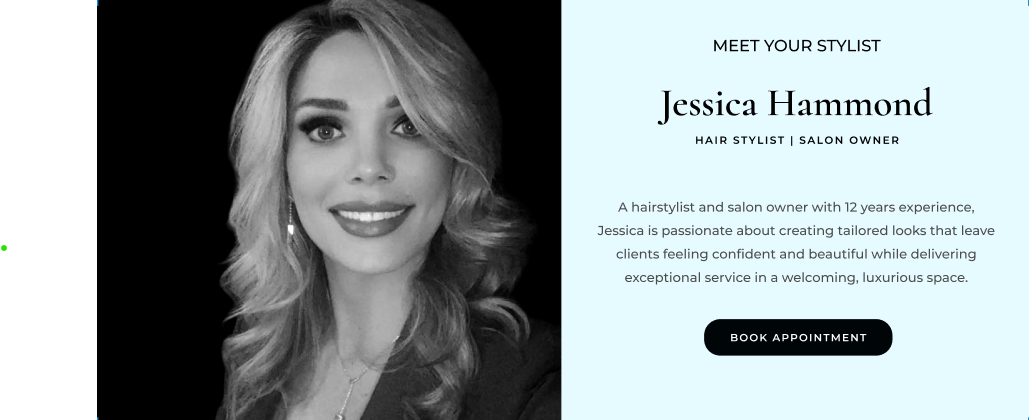 MEET YOUR STYLIST
Jessica Hammond
HAIR STYLIST | SALON OWNER
A hairstylist and salon owner with 12 years experience,
Jessica is passionate about creating tailored looks that leave
clients feeling confident and beautiful while delivering
exceptional service in a welcoming, luxurious space.
BOOK APPOINTMENT